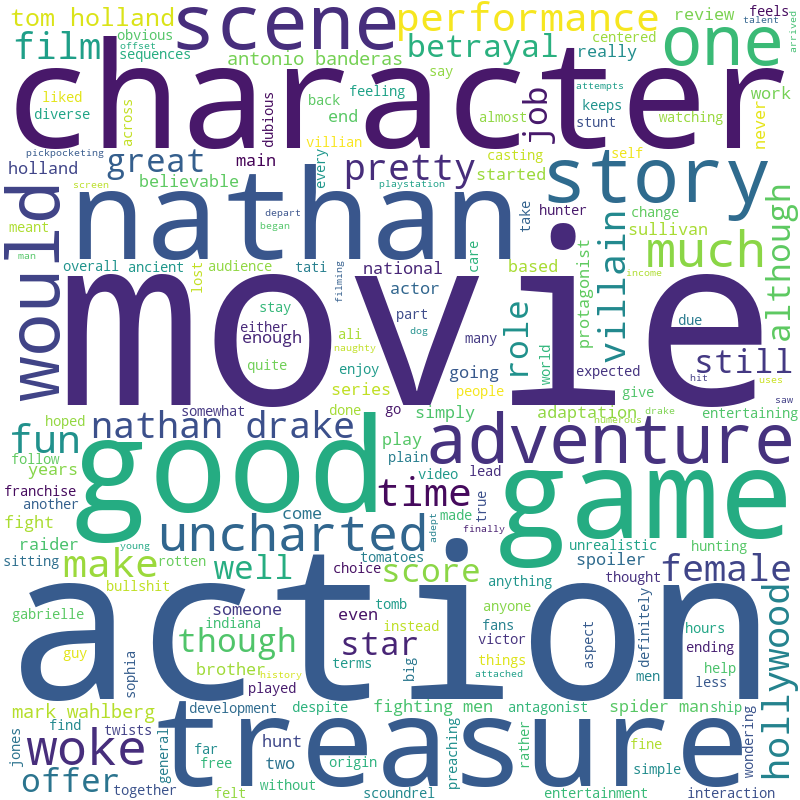 tom holland
scene
performance
review
feels
talent
film
obvious
offset
sequences
betrayal
centered
really
one
arrived
antonio banderas
say
character
liked
diverse
across
feeling
back
end
dubious
almost
attempts
keeps
watching
job
stunt
work
never
pickpocketing
holland
great
main
villian
every
pretty
casting
self
started
story
screen
believable
playstation
would
nathan
meant
depart
began
take
hunter
change
sullivan
villain
although
man
overall
ancient
lost
audience
tati
filming
national
care
based
much
protagonist
income
movie
stay
actor
part
either
enough
ali
dog
many
role
world
due
still
quite
naughty
enjoy
going
expected
hit
uses
saw
series
people
give
somewhat
done
go
simply
adaptation
drake
entertaining
numerous
hoped
fun
nathan drake
play
follow
years
good
plain
video
lead
adventure
franchise
another
time
made
true
game
fight
come
uncharted
adept
finally
raider
young
unrealistic
hunting
sitting
rotten
make
well
tomatoes
choice
score
anything
spoiler
thought
female
bullshit
gabrielle
someone
indiana
even
tomb
instead
anyone
fans
victor
action
aspect
definitely
hours
ending
hollywood
though
star
guy
sophia
brother
history
terms
big
things
men
help
less
played
attached
mark wahlberg
development
despite
fighting men
antagonist
spider man
ship
find
twists
woke
treasure
jones
general
far
hunt
two
origin
preaching
rather
fine
wondering
offer
free
simple
together
felt
without
scoundrel
entertainment
interaction